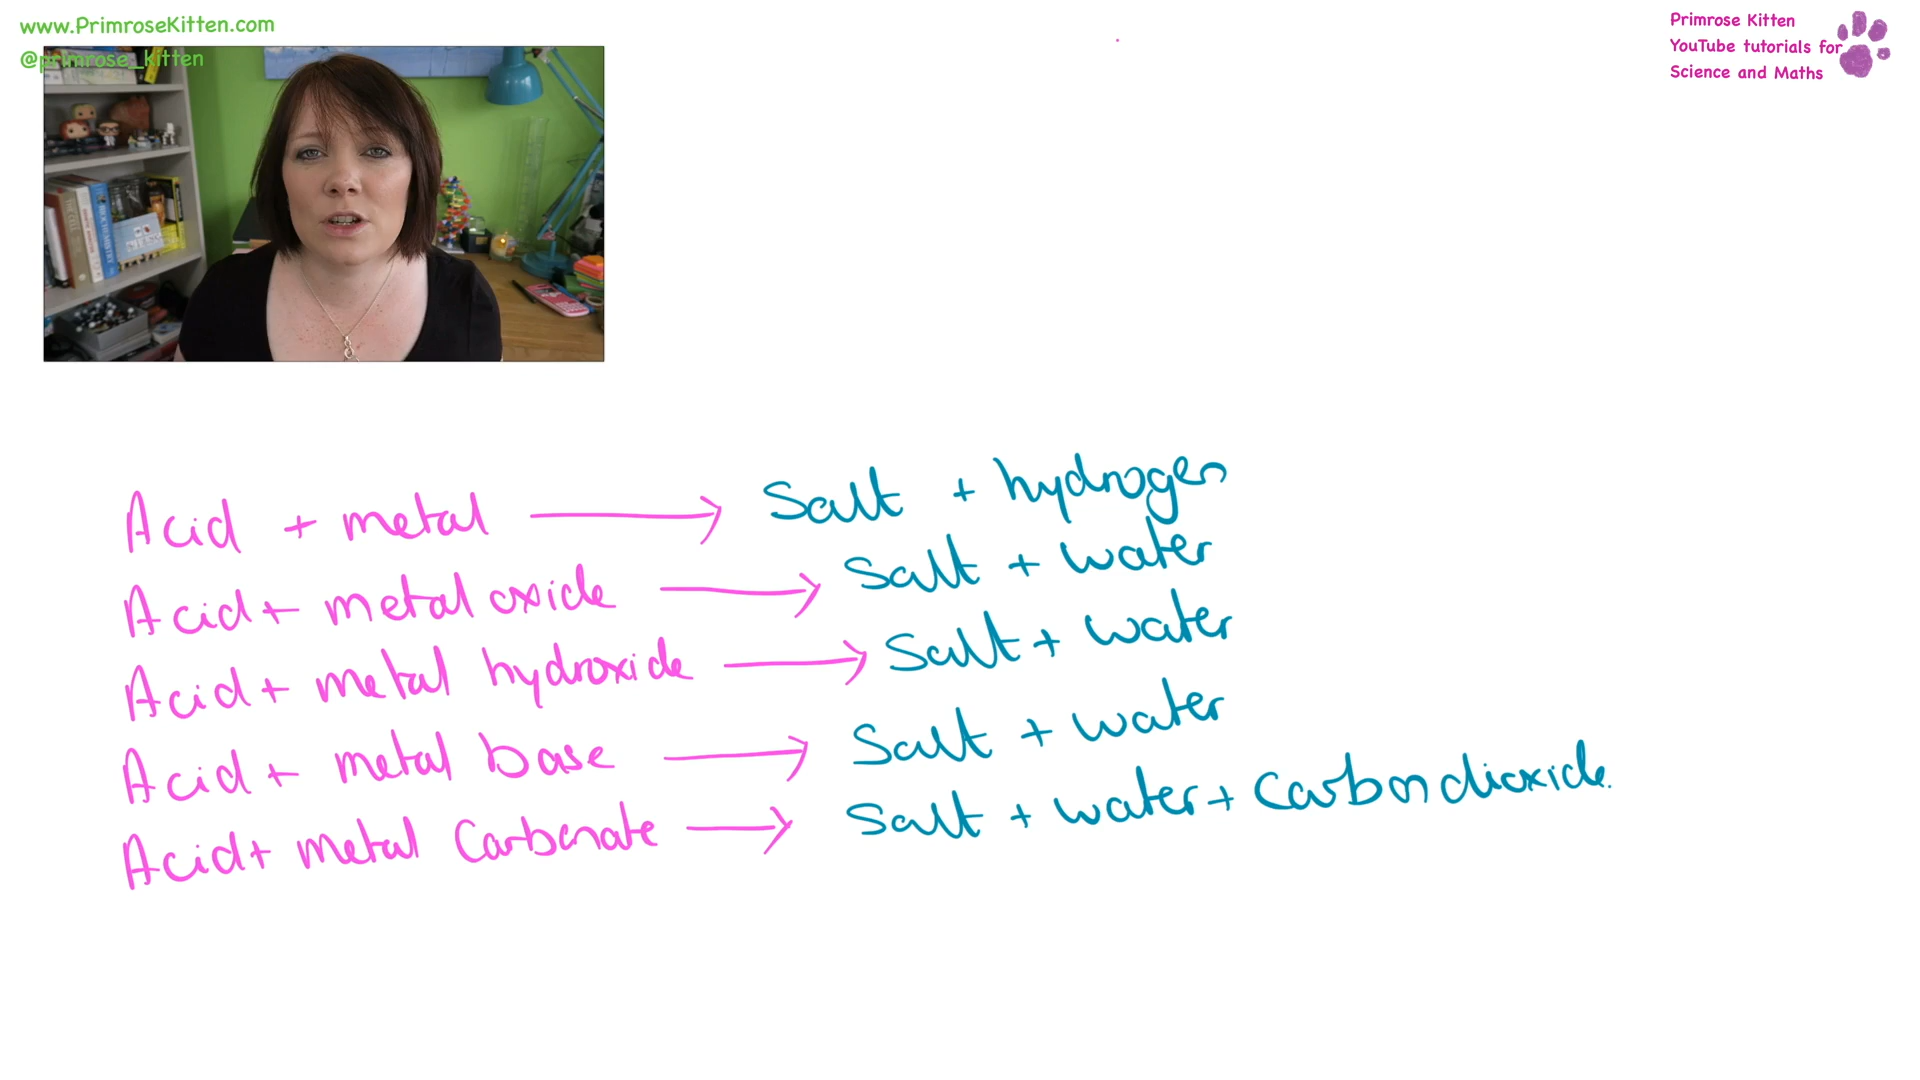 www.PrimroseKitten.com
@primrose_kitten
Primrose Kitten
YouTube tutorials for
Science and Maths
Acid + metal → Salt + hydrogen
Acid + metal oxide → Salt + water
Acid + metal hydroxide → Salt + water
Acid + metal base → Salt + water
Acid + metal Carbonate → Salt + water + Carbon dioxide.